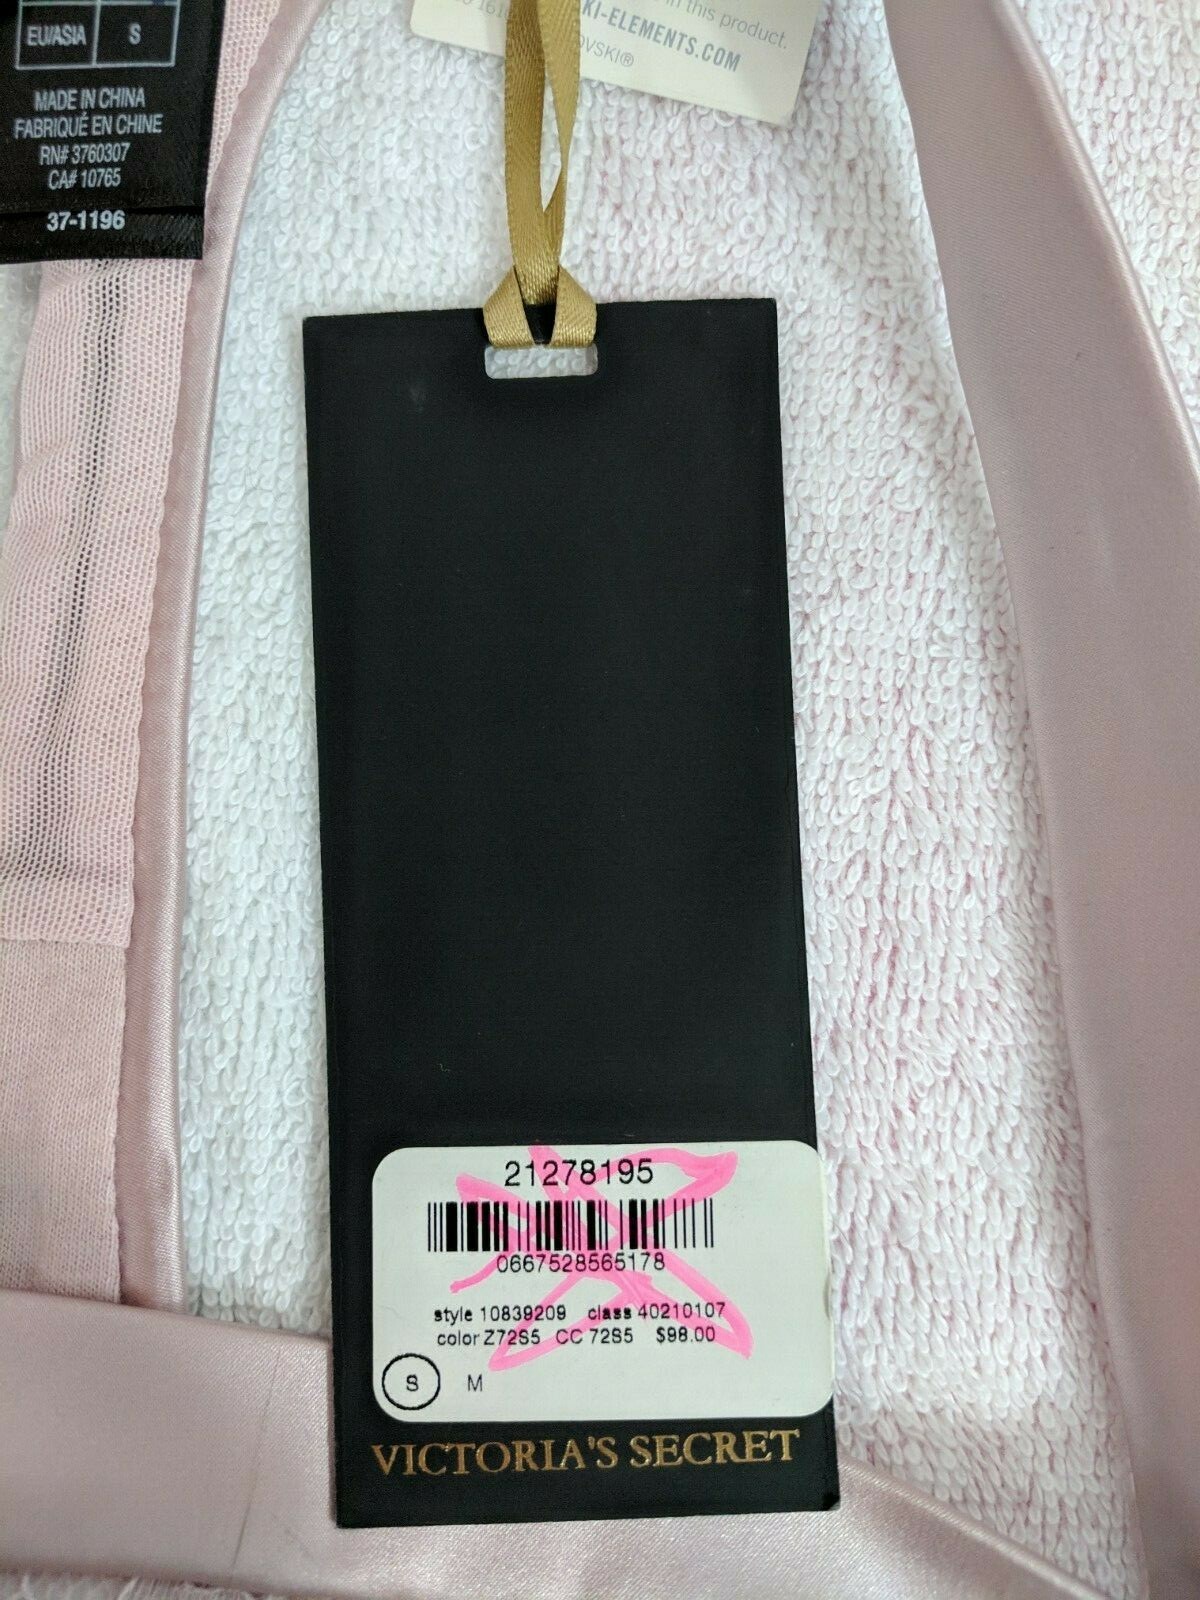 EU/ASIA S
MADE IN CHINA
FABRIQUÉ EN CHINE
RN# 3760307
CA# 10765
37-1196
in this product.
KI-ELEMENTS.COM
OVSKI®
21278195
0667528565178
style 10839209 class 40210107
color Z72S5 CC 72S5 $98.00
S M
VICTORIA'S SECRET